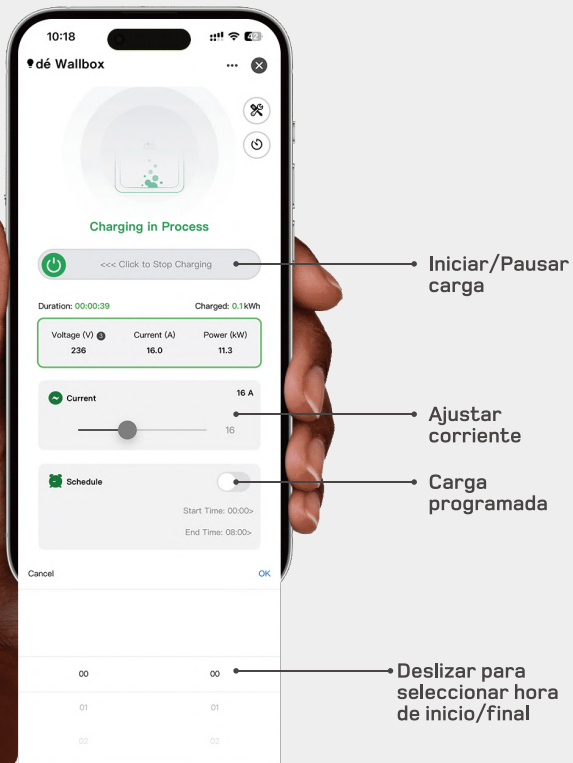 10:18
42
dé Wallbox
Charging in Process
<<< Click to Stop Charging
Iniciar/Pausar
carga
Duration: 00:00:39 Charged: 0.1kWh
Voltage (V) 3 Current (A) Power (kW)
236 16.0 11.3
Current 16 A
16
Ajustar
corriente
Schedule
Carga
programada
Start Time: 00:00>
End Time: 08:00>
Cancel OK
00 00
Deslizar para
seleccionar hora
de inicio/final
01 01
02 02